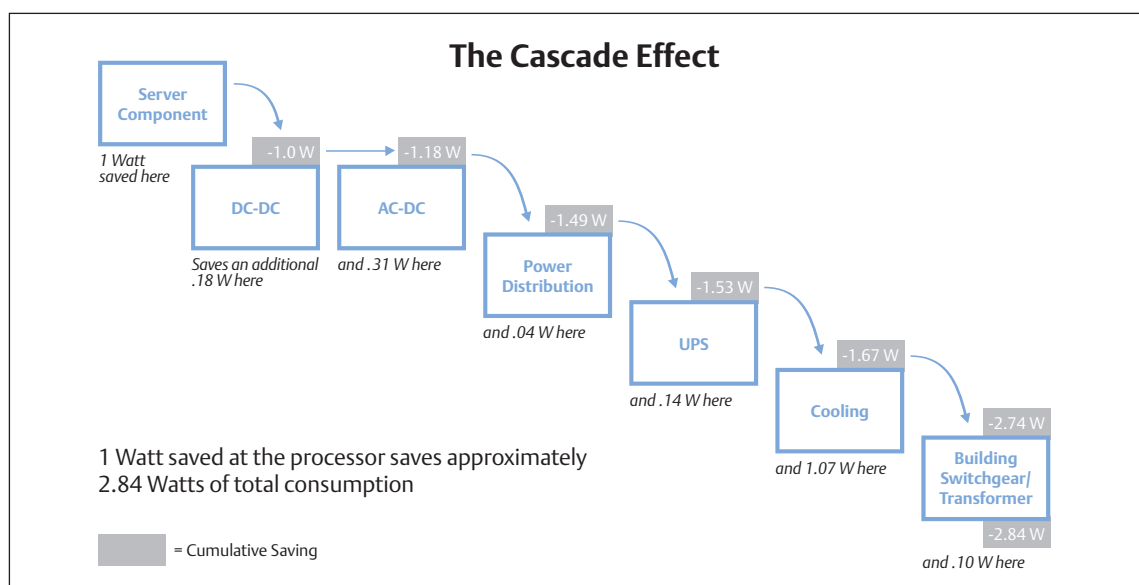 The Cascade Effect
Server
Component
1 Watt
saved here
-1.0 W
DC-DC
Saves an additional
.18 W here
-1.18 W
AC-DC
and .31 W here
-1.49 W
Power
Distribution
and .04 W here
-1.53 W
UPS
and .14 W here
-1.67 W
Cooling
and 1.07 W here
-2.74 W
Building
Switchgear/
Transformer
-2.84 W
and .10 W here
1 Watt saved at the processor saves approximately
2.84 Watts of total consumption
= Cumulative Saving